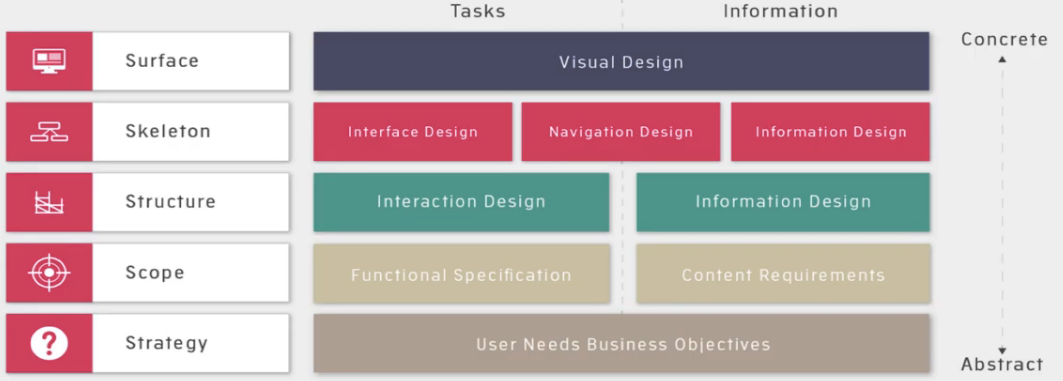 Tasks Information
Concrete
Surface Visual Design
Skeleton Interface Design Navigation Design Information Design
Structure Interaction Design Information Design
Scope Functional Specification Content Requirements
Strategy User Needs Business Objectives
Abstract
?